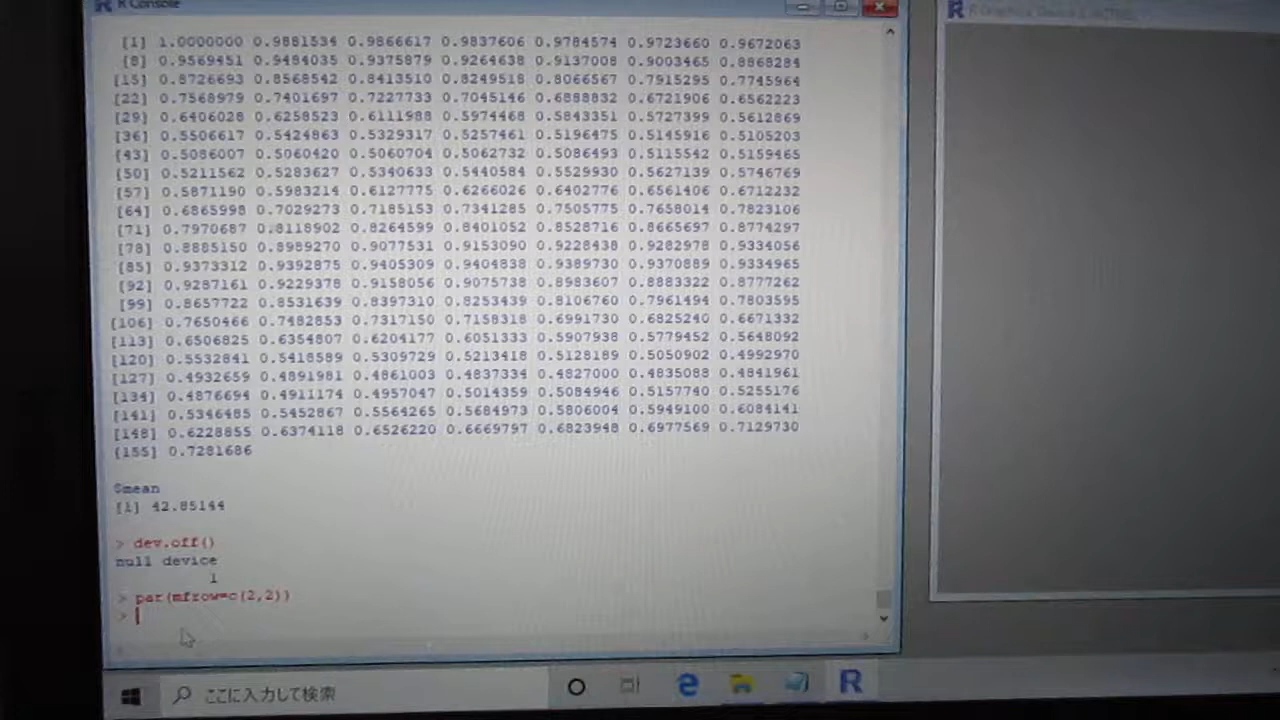 R Console
[1] 1.0000000 0.9881534 0.9866617 0.9837606 0.9784574 0.9723660 0.9672063
[8] 0.9569451 0.9484035 0.9375879 0.9264638 0.9137008 0.9003465 0.8868284
[15] 0.8726693 0.8568542 0.8413510 0.8249518 0.8066567 0.7915295 0.7745964
[22] 0.7568979 0.7401697 0.7227733 0.7045146 0.6888832 0.6721906 0.6562223
[29] 0.6406028 0.6258523 0.6111988 0.5974468 0.5843351 0.5727399 0.5612869
[36] 0.5506617 0.5424863 0.5329317 0.5257461 0.5196475 0.5145916 0.5105203
[43] 0.5086007 0.5060420 0.5060704 0.5062732 0.5086493 0.5115542 0.5159465
[50] 0.5211562 0.5283627 0.5340633 0.5440584 0.5529930 0.5627139 0.5746769
[57] 0.5871190 0.5983214 0.6127775 0.6266026 0.6402776 0.6561406 0.6712232
[64] 0.6865998 0.7029273 0.7185153 0.7341285 0.7505775 0.7658014 0.7823106
[71] 0.7970687 0.8118902 0.8264599 0.8401052 0.8528716 0.8665697 0.8774297
[78] 0.8885150 0.8989270 0.9077531 0.9153090 0.9228438 0.9282978 0.9334056
[85] 0.9373312 0.9392875 0.9405309 0.9404838 0.9389730 0.9370889 0.9334965
[92] 0.9287161 0.9229378 0.9158056 0.9075738 0.8983607 0.8883322 0.8777262
[99] 0.8657722 0.8531639 0.8397310 0.8253439 0.8106760 0.7961494 0.7803595
[106] 0.7650466 0.7482853 0.7317150 0.7158318 0.6991730 0.6825240 0.6671332
[113] 0.6506825 0.6354807 0.6204177 0.6051333 0.5907938 0.5779452 0.5648092
[120] 0.5532841 0.5418589 0.5309729 0.5213418 0.5128189 0.5050902 0.4992970
[127] 0.4932659 0.4891981 0.4861003 0.4837334 0.4827000 0.4835088 0.4841961
[134] 0.4876694 0.4911174 0.4957047 0.5014359 0.5084946 0.5157740 0.5255176
[141] 0.5346485 0.5452867 0.5564265 0.5684973 0.5806004 0.5949100 0.6084141
[148] 0.6228855 0.6374118 0.6526220 0.6669797 0.6823948 0.6977569 0.7129730
[155] 0.7281686
$mean
[1] 42.85144
> dev.off()
null device
1
> par(mfrow=c(2,2))
>
ここに入力して検索